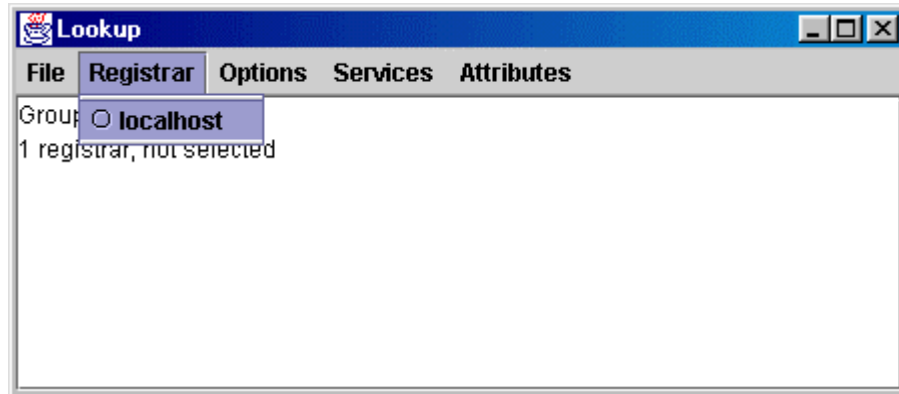 Lookup
File Registrar Options Services Attributes
localhost
1 registrar, not selected